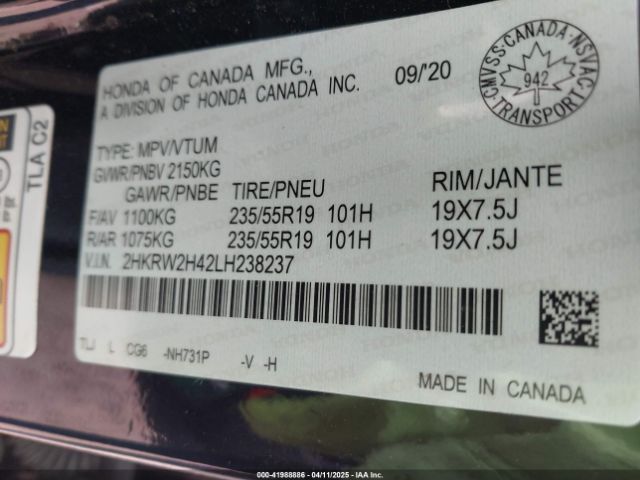 HONDA OF CANADA MFG.,
A DIVISION OF HONDA CANADA INC.
09/'20
CMVSS·CANADA·NSVAC
942
TRANSPORT
TYPE: MPV/VTUM
GVWR/PNBV 2150KG
GAWR/PNBE TIRE/PNEU RIM/JANTE
F/AV 1100KG 235/55R19 101H 19X7.5J
R/AR 1075KG 235/55R19 101H 19X7.5J
V.I.N. 2HKRW2H42LH238237
TLJ L CG6 -NH731P -V -H
MADE IN CANADA
TLA C2
000-41988886 - 04/11/2025 - IAA Inc.